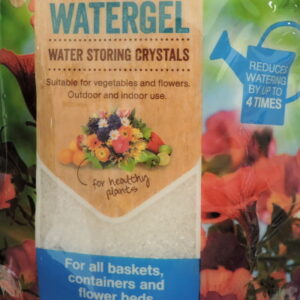 WATERGEL
WATER STORING CRYSTALS
Suitable for vegetables and flowers.
Outdoor and indoor use.
REDUCE
WATERING
BY UP TO
4 TIMES
for healthy
plants
For all baskets,
containers and
flower beds